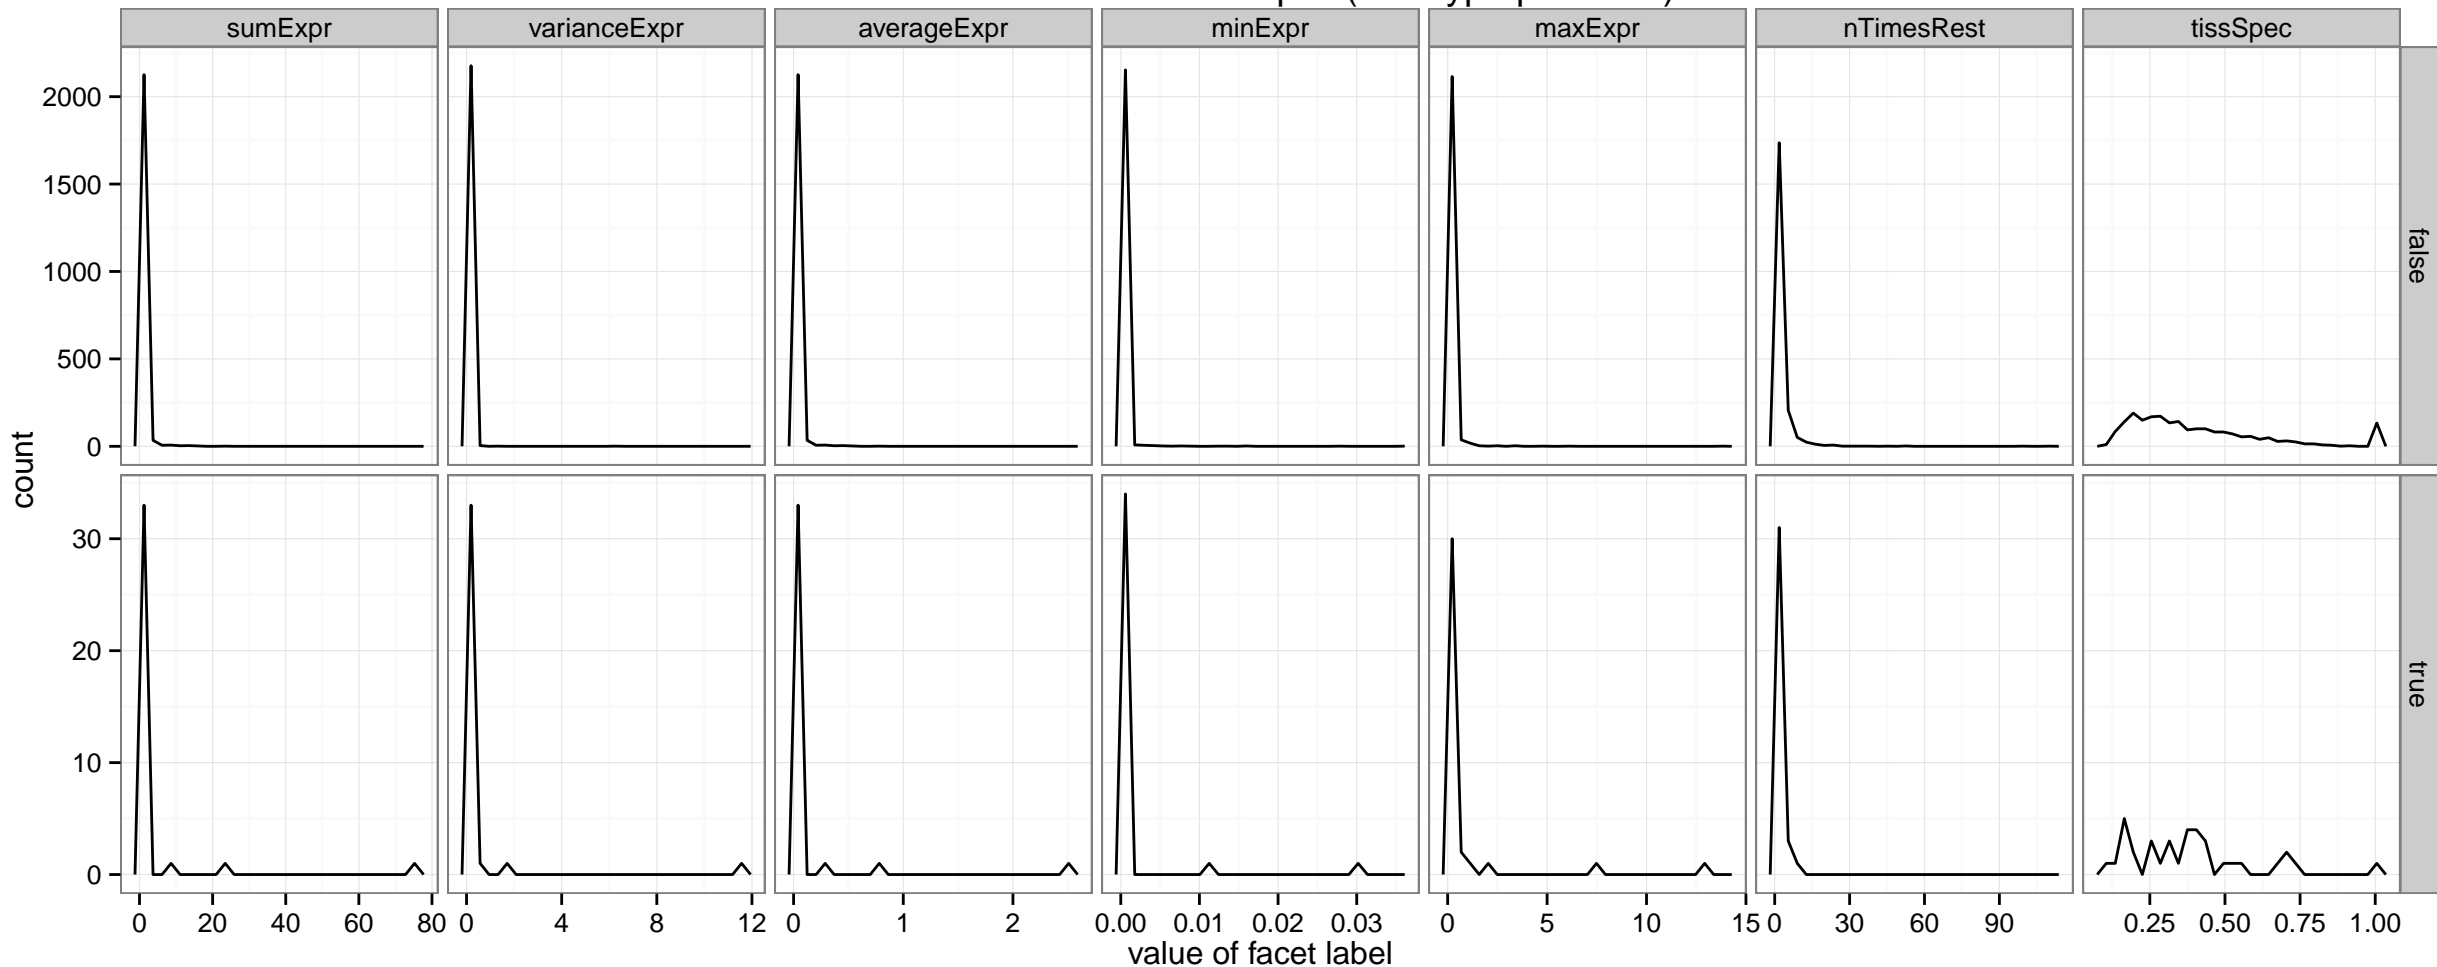 sumExpr varianceExpr averageExpr minExpr maxExpr nTimesRest tissSpec
2000
1500
1000
500
0
false
count
30
20
10
0
true
0 20 40 60 80 0 4 8 12 0 1 2 0.00 0.01 0.02 0.03 0 5 10 15 0 30 60 90 0.25 0.50 0.75 1.00
value of facet label